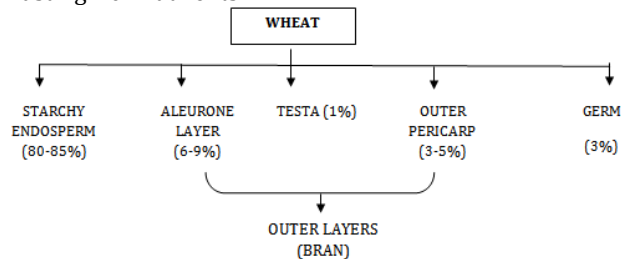 WHEAT
STARCHY
ENDOSPERM
(80-85%)
ALEURONE
LAYER
(6-9%)
TESTA (1%)
OUTER
PERICARP
(3-5%)
GERM
(3%)
OUTER LAYERS
(BRAN)